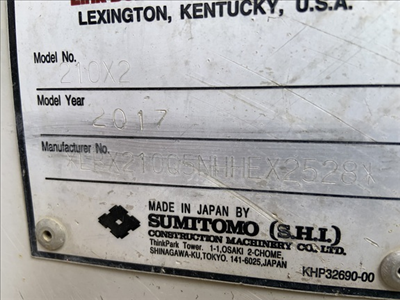 LEXINGTON, KENTUCKY, U.S.A.
Model No.
210X2
Model Year
2017
Manufacturer No.
MADE IN JAPAN BY
SUMITOMO (S.H.I.)
CONSTRUCTION MACHINERY CO., LTD.
ThinkPark Tower. 1-1,OSAKI 2-CHOME,
SHINAGAWA-KU,TOKYO. 141-6025,JAPAN
KHP32690-00